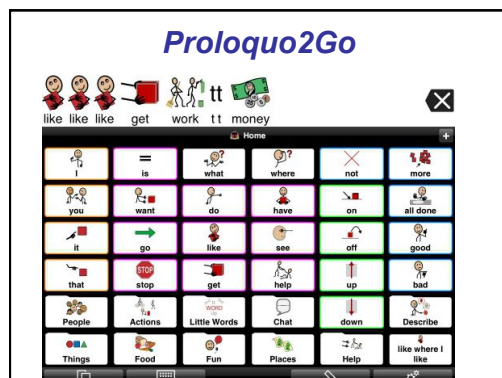 Proloquo2Go
like like like get work t t money
Home
I is what where not more
you want do have on all done
it go like see off good
that STOP stop get help up bad
People Actions WORD Little Words Chat down Describe
Things Food Fun Places Help like where I like